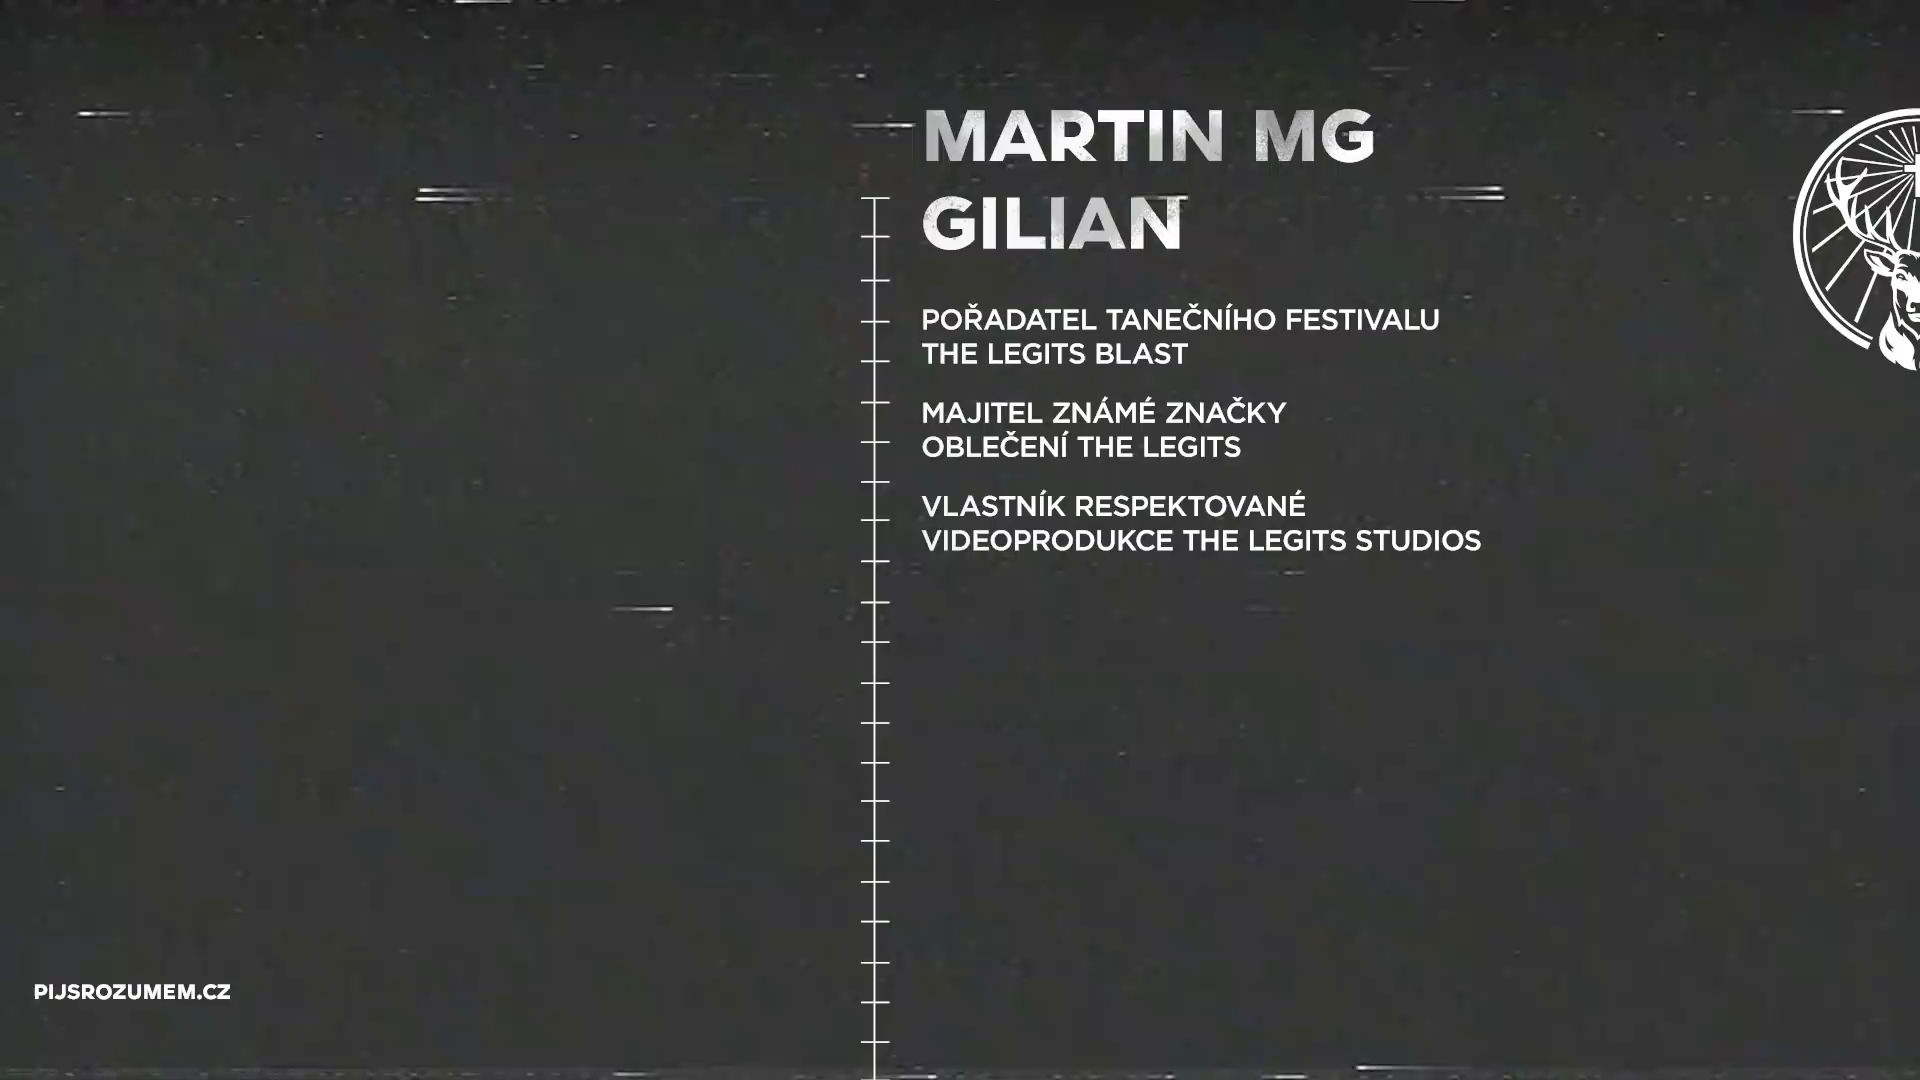 MARTIN MG
GILIAN
POŘADATEL TANEČNÍHO FESTIVALU
THE LEGITS BLAST
MAJITEL ZNÁMÉ ZNAČKY
OBLEČENÍ THE LEGITS
VLASTNÍK RESPEKTOVANÉ
VIDEOPRODUKCE THE LEGITS STUDIOS
PIJSROZUMEM.CZ